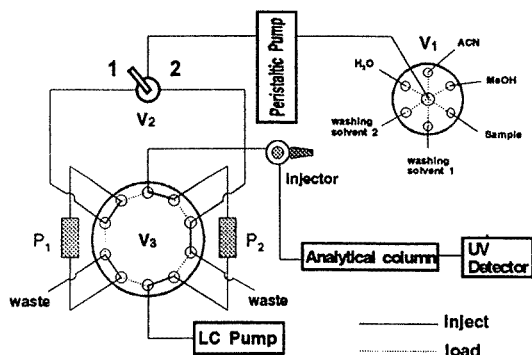 ACN
V1
H2O
MeOH
1 2
Peristaltic Pump
V2
washing
solvent 2
Sample
washing
solvent 1
Injector
P1
V3
P2
Analytical column
UV
Detector
waste
waste
LC Pump
inject
load